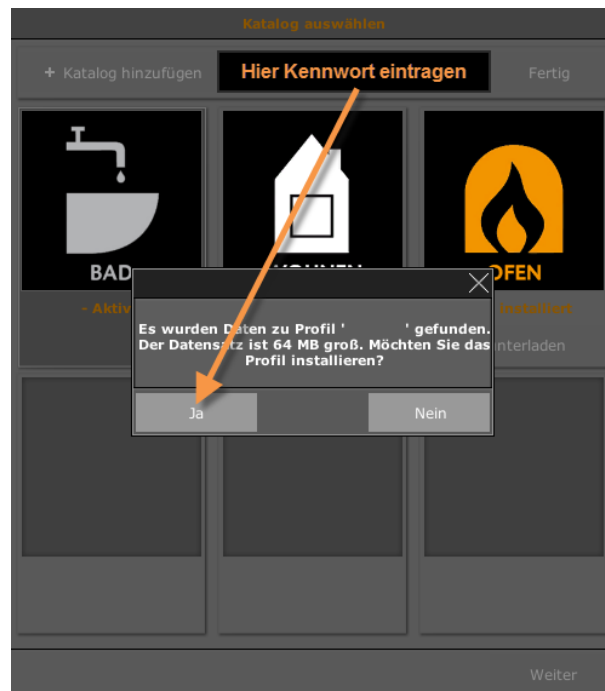 Katalog auswählen
+ Katalog hinzufügen
Hier Kennwort eintragen
Fertig
BAD
WOHNEN
OFEN
- Aktiv
installiert
Es wurden Daten zu Profil ' ' gefunden.
Der Datensatz ist 64 MB groß. Möchten Sie das
Profil installieren?
nterladen
Ja
Nein
Weiter